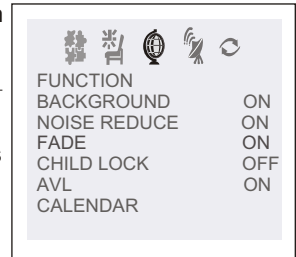 FUNCTION
BACKGROUND ON
NOISE REDUCE ON
FADE ON
CHILD LOCK OFF
AVL ON
CALENDAR